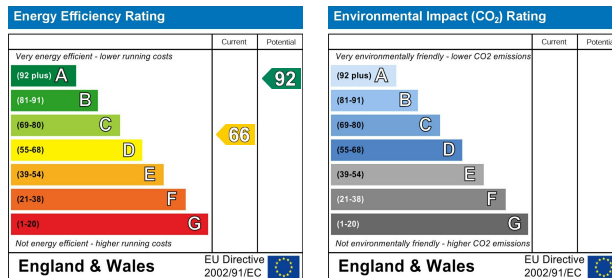 Energy Efficiency Rating
Current Potential
Very energy efficient - lower running costs
(92 plus) A
(81-91) B
(69-80) C
(55-68) D
(39-54) E
(21-38) F
(1-20) G
66
92
Not energy efficient - higher running costs
England & Wales
EU Directive
2002/91/EC
Environmental Impact (CO₂) Rating
Current Potential
Very environmentally friendly - lower CO2 emissions
(92 plus) A
(81-91) B
(69-80) C
(55-68) D
(39-54) E
(21-38) F
(1-20) G
Not environmentally friendly - higher CO2 emissions
England & Wales
EU Directive
2002/91/EC